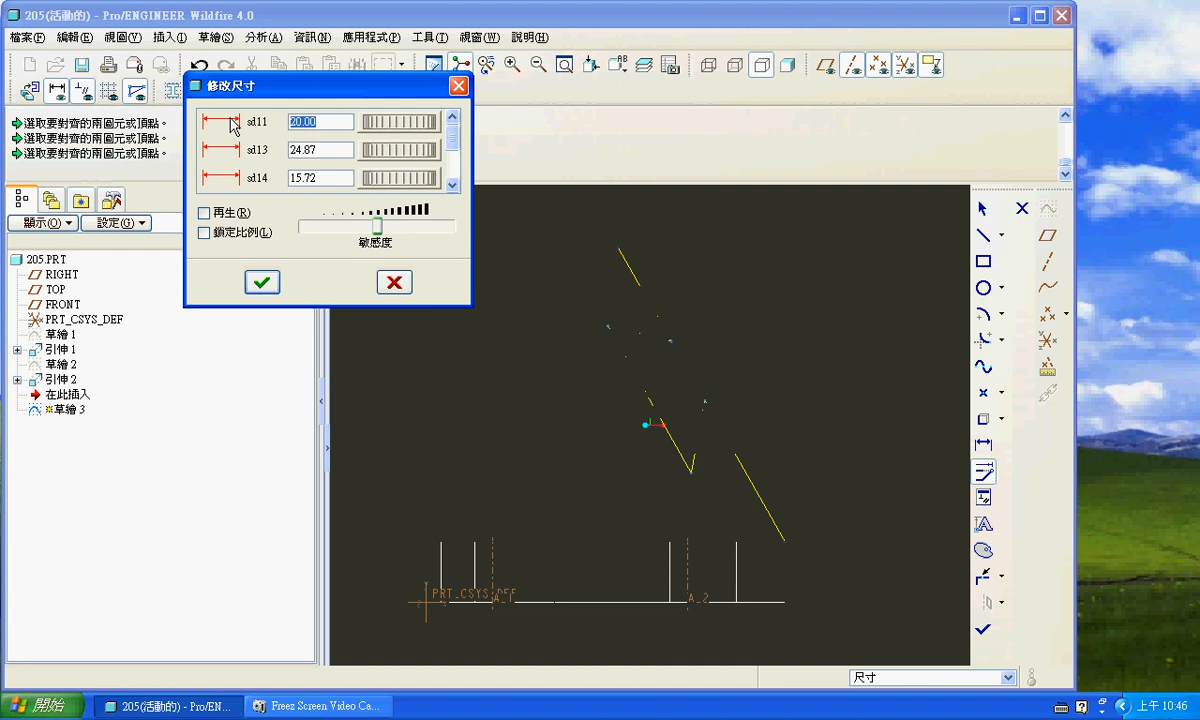 205(活動的) - Pro/ENGINEER Wildfire 4.0
檔案(F) 編輯(E) 視圖(V) 插入(I) 草繪(S) 分析(A) 資訊(N) 應用程式(P) 工具(T) 視窗(W) 說明(H)
修改尺寸
sd11 20.00
sd13 24.87
sd14 15.72
再生(R)
鎖定比例(L)
敏感度
選取要對齊的兩個圖元或頂點。
選取要對齊的兩個圖元或頂點。
選取要對齊的兩個圖元或頂點。
顯示(O) 設定(G)
205.PRT
RIGHT
TOP
FRONT
PRT_CSYS_DEF
草繪 1
引伸 1
草繪 2
引伸 2
在此插入
※草繪 3
PRT_CSYS_DEF
A_1
A_2
尺寸
開始 205(活動的) - Pro/EN... Freez Screen Video Ca... 上午 10:46